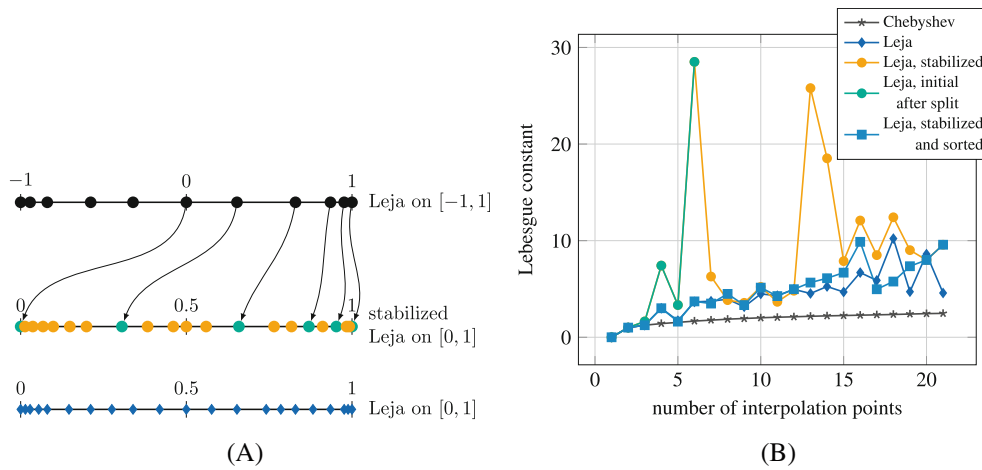 −1
0
1
Leja on [−1, 1]
0
0.5
1
stabilized
Leja on [0, 1]
0
0.5
1
Leja on [0, 1]
(A)
Chebyshev
Leja
Leja, stabilized
Leja, initial
after split
Leja, stabilized
and sorted
Lebesgue constant
30
20
10
0
0
5
10
15
20
number of interpolation points
(B)